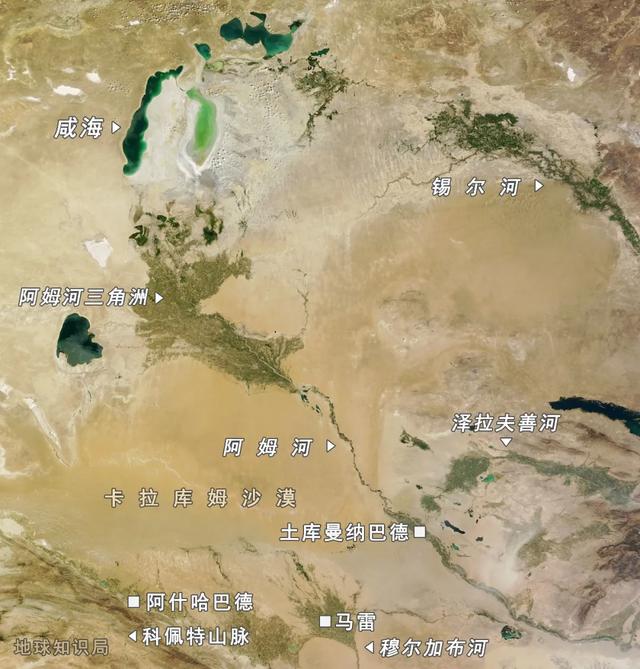 咸海
锡尔河
阿姆河三角洲
泽拉夫善河
阿姆河
卡拉库姆沙漠
土库曼纳巴德
阿什哈巴德
马雷
科佩特山脉
穆尔加布河
地球知识局